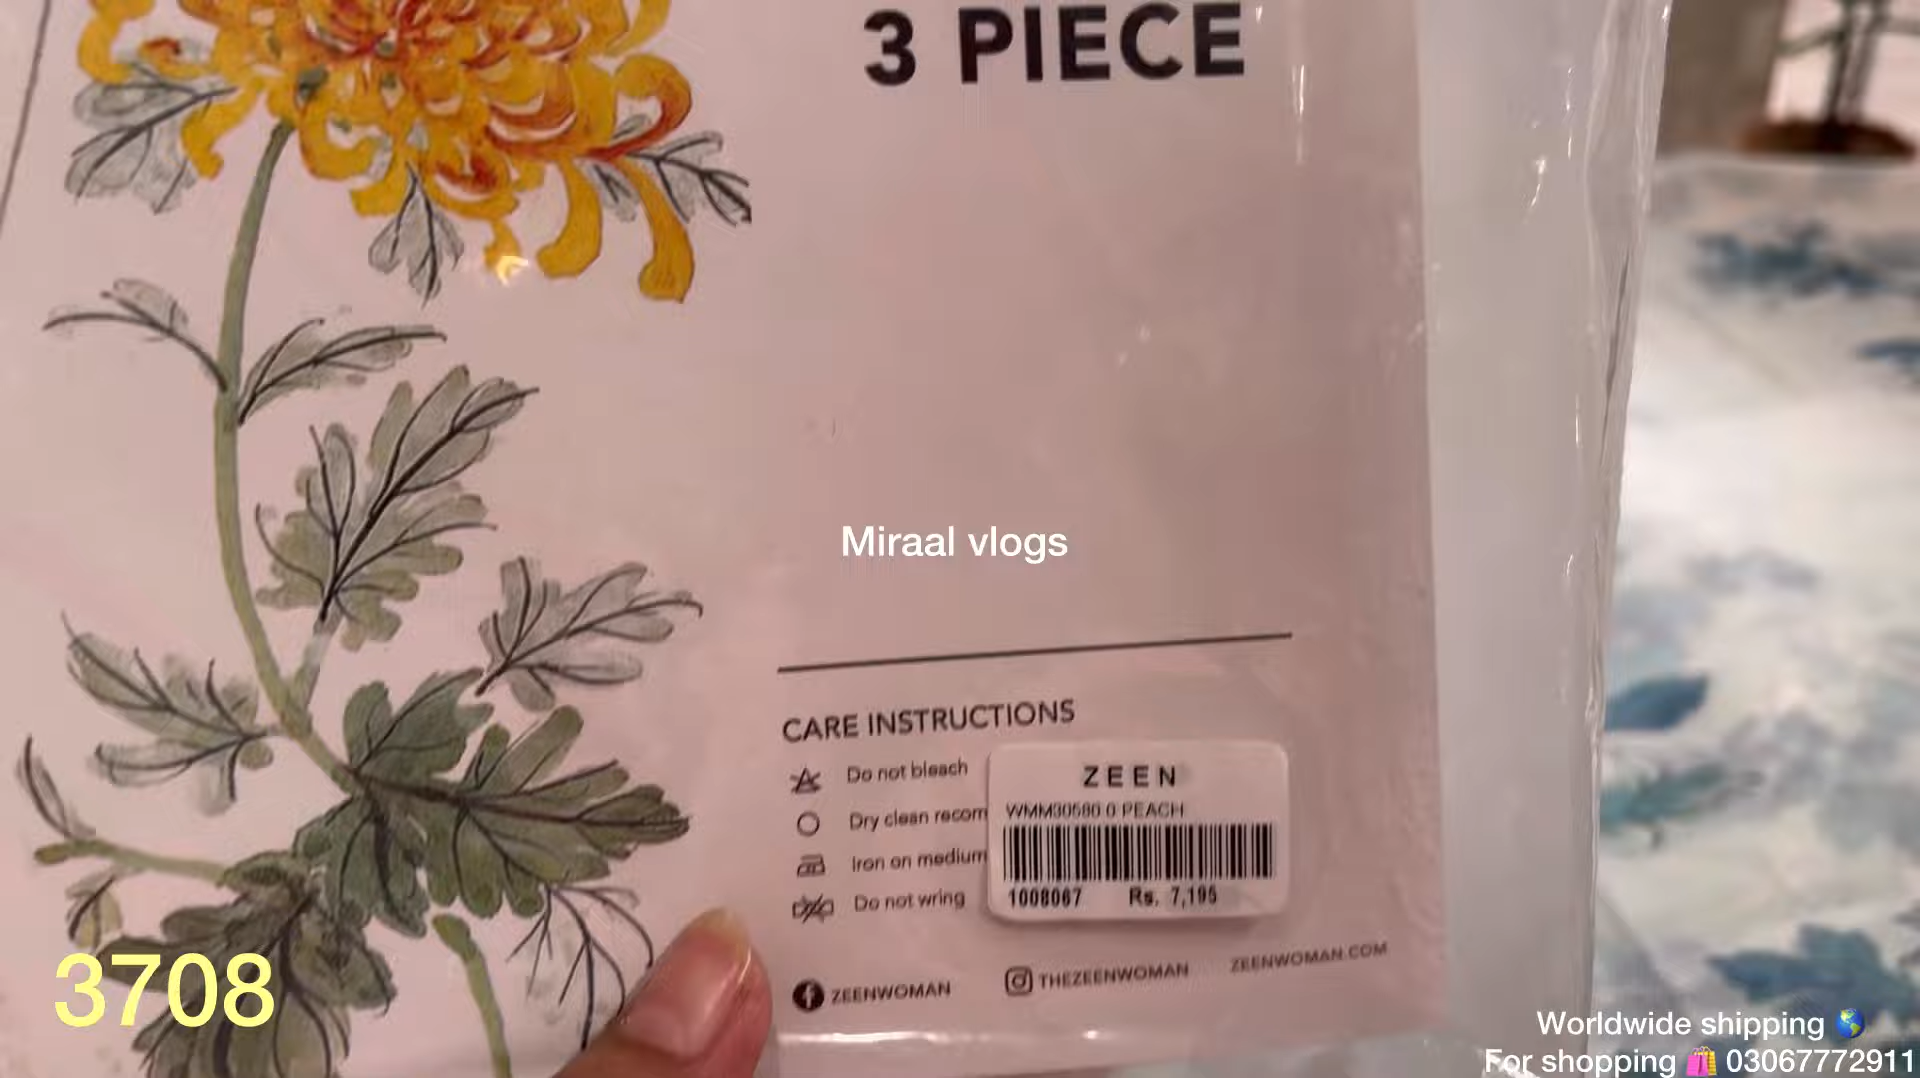 3 PIECE
Miraal vlogs
CARE INSTRUCTIONS
Do not bleach
Dry clean recom
Iron on medium
Do not wring
ZEEN
WMM30580 0 PEACH
1008067 Rs. 7,195
ZEENWOMAN
THEZEENWOMAN
ZEENWOMAN.COM
3708
Worldwide shipping 🌎
For shopping 🛍️ 03067772911